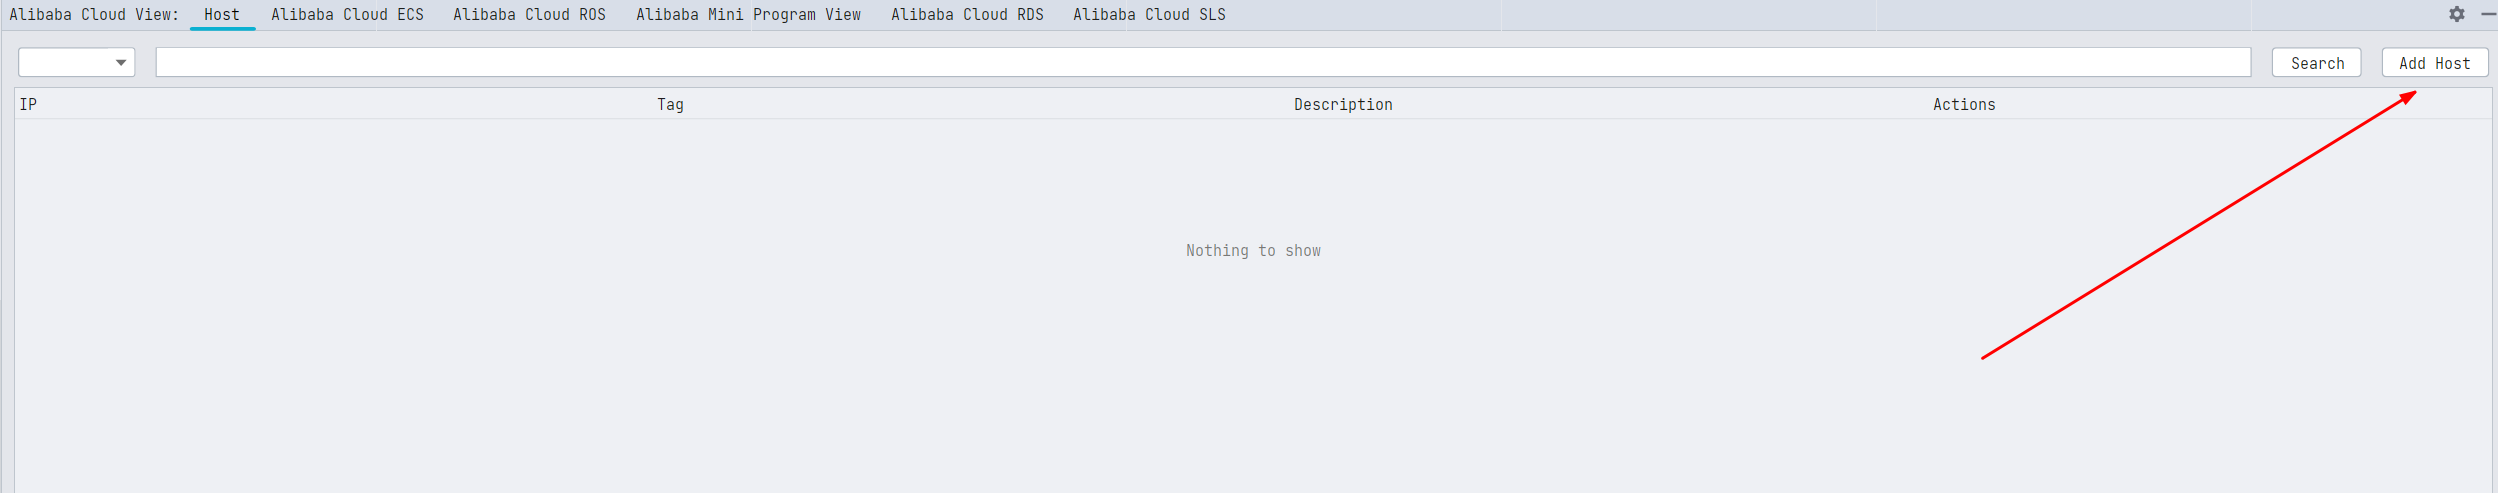 Alibaba Cloud View: Host Alibaba Cloud ECS Alibaba Cloud ROS Alibaba Mini Program View Alibaba Cloud RDS Alibaba Cloud SLS
Search Add Host
IP Tag Description Actions
Nothing to show